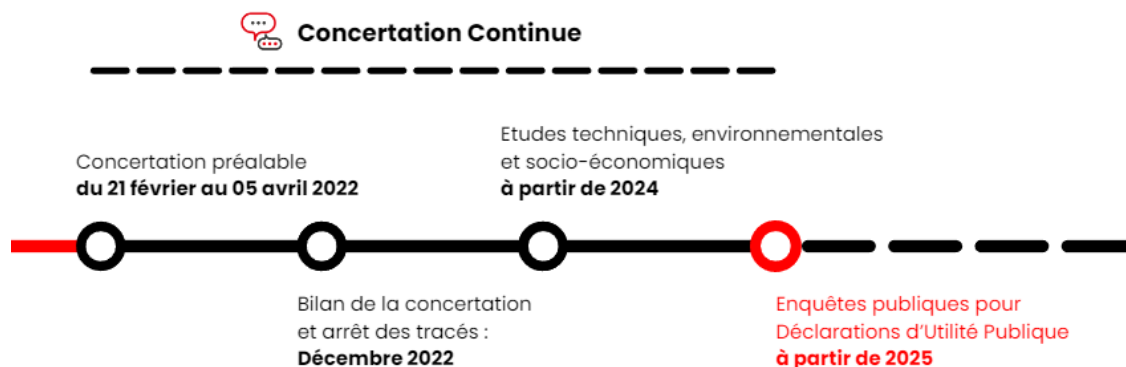 Concertation Continue
Concertation préalable
du 21 février au 05 avril 2022
Etudes techniques, environnementales
et socio-économiques
à partir de 2024
Bilan de la concertation
et arrêt des tracés :
Décembre 2022
Enquêtes publiques pour
Déclarations d'Utilité Publique
à partir de 2025